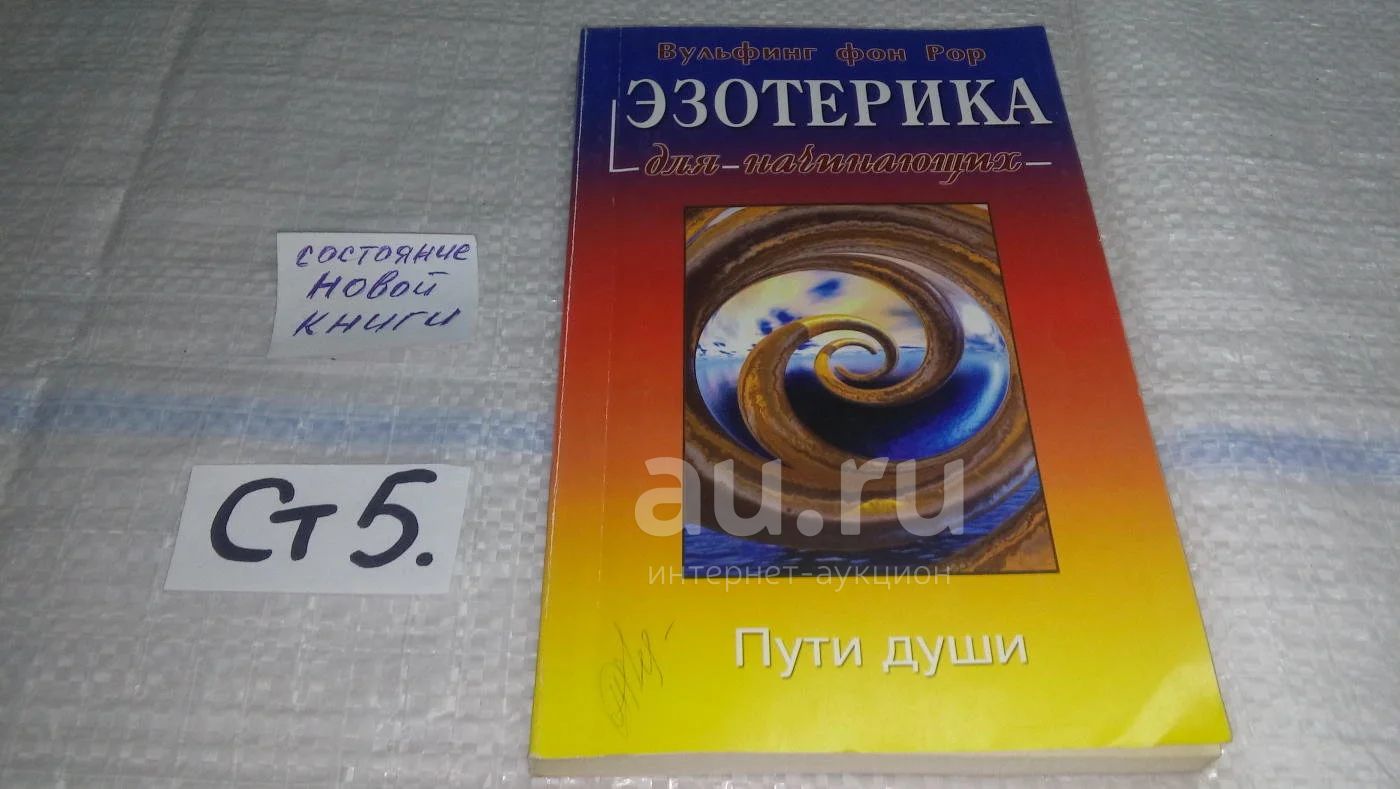 Вульфинг фон Рор
ЭЗОТЕРИКА
для начинающих
состояние
новой
книги
Ст 5.
au.ru
интернет-аукцион
Пути души